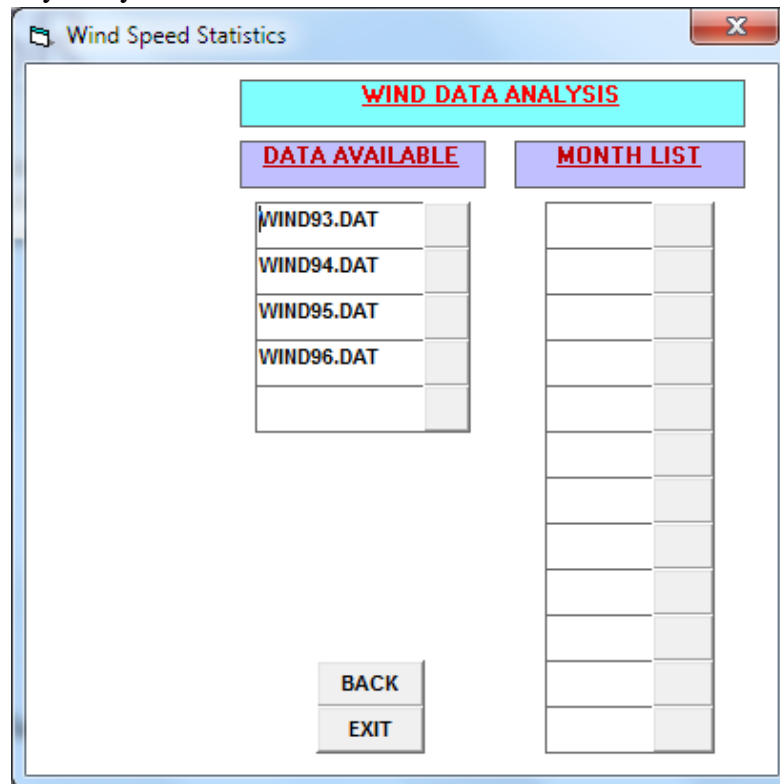 Wind Speed Statistics
WIND DATA ANALYSIS
DATA AVAILABLE
MONTH LIST
WIND93.DAT
WIND94.DAT
WIND95.DAT
WIND96.DAT
BACK
EXIT